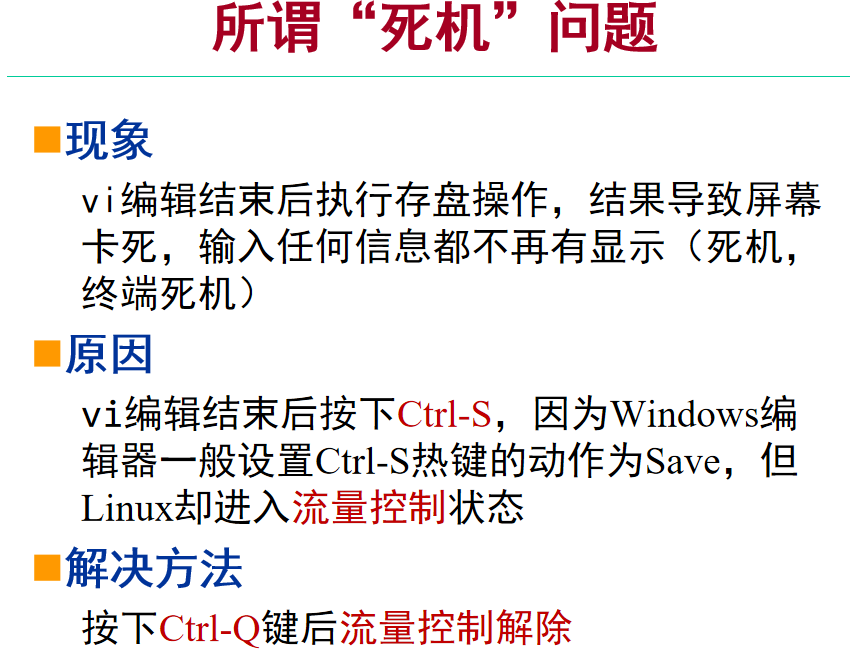 所谓“死机”问题
现象
vi编辑结束后执行存盘操作，结果导致屏幕
卡死，输入任何信息都不再有显示（死机，
终端死机）
原因
vi编辑结束后按下Ctrl-S，因为Windows编
辑器一般设置Ctrl-S热键的动作为Save，但
Linux却进入流量控制状态
解决方法
按下Ctrl-Q键后流量控制解除